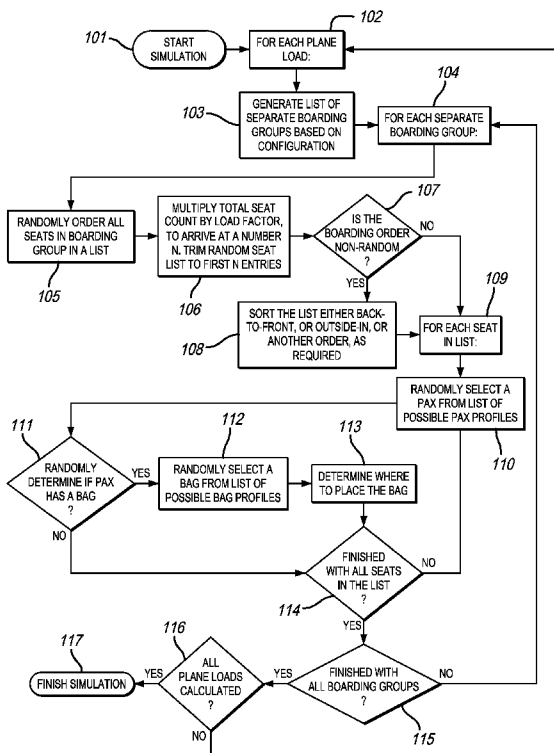 101
START
SIMULATION
102
FOR EACH PLANE
LOAD:
103
GENERATE LIST OF
SEPARATE BOARDING
GROUPS BASED ON
CONFIGURATION
104
FOR EACH SEPARATE
BOARDING GROUP:
RANDOMLY ORDER ALL
SEATS IN BOARDING
GROUP IN A LIST
105
MULTIPLY TOTAL SEAT
COUNT BY LOAD FACTOR,
TO ARRIVE AT A NUMBER
N. TRIM RANDOM SEAT
LIST TO FIRST N ENTRIES
106
107
IS THE
BOARDING ORDER
NON-RANDOM
?
NO
YES
108
SORT THE LIST EITHER BACK-
TO-FRONT, OR OUTSIDE-IN, OR
ANOTHER ORDER, AS
REQUIRED
109
FOR EACH SEAT
IN LIST:
RANDOMLY SELECT A
PAX FROM LIST OF
POSSIBLE PAX PROFILES
110
111
RANDOMLY
DETERMINE IF PAX
HAS A BAG
?
YES
NO
112
RANDOMLY SELECT A
BAG FROM LIST OF
POSSIBLE BAG PROFILES
113
DETERMINE WHERE
TO PLACE THE BAG
FINISHED
WITH ALL SEATS
IN THE LIST
?
NO
114
YES
FINISHED WITH
ALL BOARDING GROUPS
?
NO
115
YES
116
ALL
PLANE LOADS
CALCULATED
?
YES
NO
117
FINISH SIMULATION